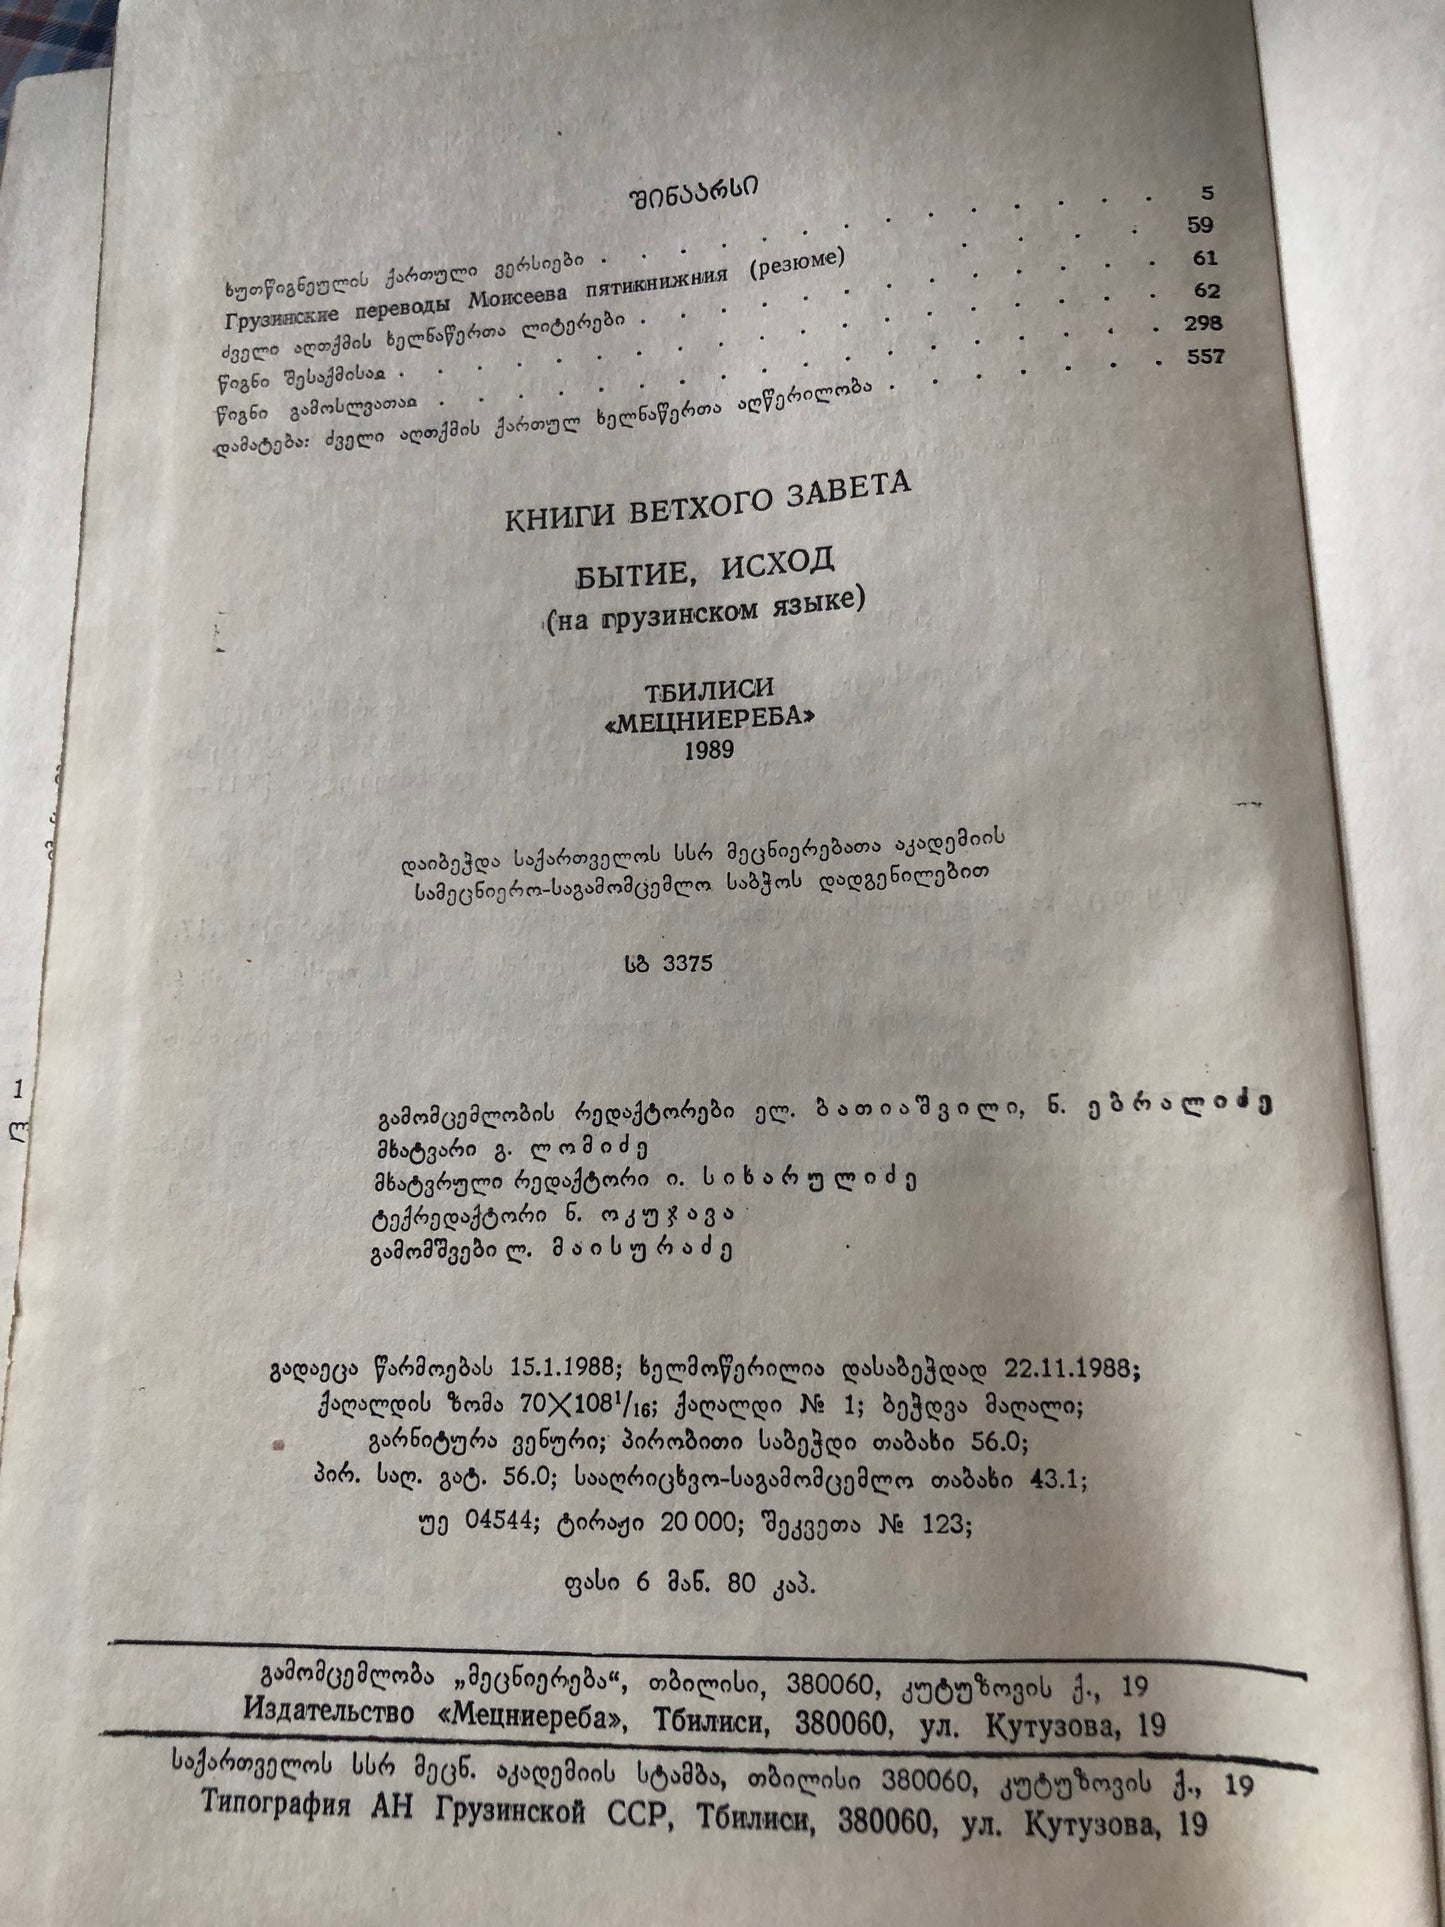 შინაარსი
ხუთწიგნეულის ქართული ვერსიები . . . . . . . . . . . . . . 5
Грузинские переводы Моисеева пятикнижния (резюме) . . . . . 59
ძველი აღთქმის ხელნაწერთა ლიტერები . . . . . . . . . . . . . 61
წიგნი შესაქმისაჲ . . . . . . . . . . . . . . . . . . . 62
წიგნი გამოსლვათაჲ . . . . . . . . . . . . . . . . . . 298
დამატება: ძველი აღთქმის ქართულ ხელნაწერთა აღწერილობა . . . . . . . 557
КНИГИ ВЕТХОГО ЗАВЕТА
БЫТИЕ, ИСХОД
(на грузинском языке)
ТБИЛИСИ
«МЕЦНИЕРЕБА»
1989
დაიბეჭდა საქართველოს სსრ მეცნიერებათა აკადემიის
სამეცნიერო-საგამომცემლო საბჭოს დადგენილებით
სბ 3375
გამომცემლობის რედაქტორები ელ. ბათიაშვილი, ნ. ებრალიძე
მხატვარი გ. ლომიძე
მხატვრული რედაქტორი ი. სიხარულიძე
ტექრედაქტორი ნ. ოკუჯავა
გამომშვები ლ. მაისურაძე
გადაეცა წარმოებას 15.1.1988; ხელმოწერილია დასაბეჭდად 22.11.1988;
ქაღალდის ზომა 70×108¹/₁₆; ქაღალდი № 1; ბეჭდვა მაღალი;
გარნიტურა ვენური; პირობითი საბეჭდი თაბახი 56.0;
პირ. საღ. გატ. 56.0; სააღრიცხვო-საგამომცემლო თაბახი 43.1;
უე 04544; ტირაჟი 20 000; შეკვეთა № 123;
ფასი 6 მან. 80 კაპ.
გამომცემლობა „მეცნიერება“, თბილისი, 380060, კუტუზოვის ქ., 19
Издательство «Мецниереба», Тбилиси, 380060, ул. Кутузова, 19
საქართველოს სსრ მეცნ. აკადემიის სტამბა, თბილისი 380060, კუტუზოვის ქ., 19
Типография АН Грузинской ССР, Тбилиси, 380060, ул. Кутузова, 19